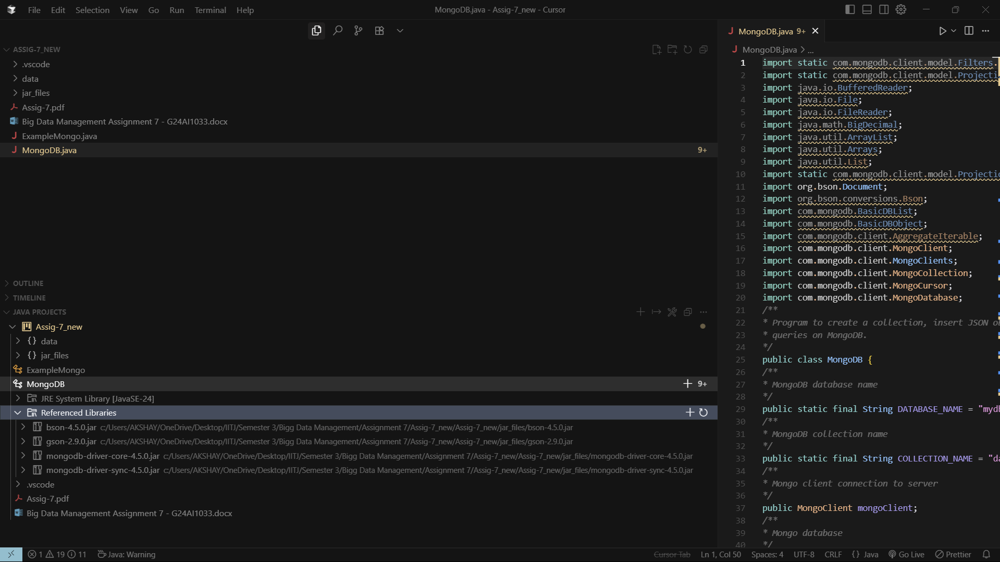 File Edit Selection View Go Run Terminal Help
MongoDB.java - Assig-7_new - Cursor
ASSIG-7_NEW
.vscode
data
jar_files
Assig-7.pdf
Big Data Management Assignment 7 - G24AI1033.docx
ExampleMongo.java
MongoDB.java 9+
OUTLINE
TIMELINE
JAVA PROJECTS
Assig-7_new
data
jar_files
ExampleMongo
MongoDB 9+
JRE System Library [JavaSE-24]
Referenced Libraries
bson-4.5.0.jar c:/Users/AKSHAY/OneDrive/Desktop/IITJ/Semester 3/Bigg Data Management/Assignment 7/Assig-7_new/Assig-7_new/jar_files/bson-4.5.0.jar
gson-2.9.0.jar c:/Users/AKSHAY/OneDrive/Desktop/IITJ/Semester 3/Bigg Data Management/Assignment 7/Assig-7_new/Assig-7_new/jar_files/gson-2.9.0.jar
mongodb-driver-core-4.5.0.jar c:/Users/AKSHAY/OneDrive/Desktop/IITJ/Semester 3/Bigg Data Management/Assignment 7/Assig-7_new/Assig-7_new/jar_files/mongodb-driver-core-4.5.0.jar
mongodb-driver-sync-4.5.0.jar c:/Users/AKSHAY/OneDrive/Desktop/IITJ/Semester 3/Bigg Data Management/Assignment 7/Assig-7_new/Assig-7_new/jar_files/mongodb-driver-sync-4.5.0.jar
.vscode
Assig-7.pdf
Big Data Management Assignment 7 - G24AI1033.docx
MongoDB.java 9+
MongoDB.java > ...
1 import static com.mongodb.client.model.Filters.
2 import static com.mongodb.client.model.Projecti
3 import java.io.BufferedReader;
4 import java.io.File;
5 import java.io.FileReader;
6 import java.math.BigDecimal;
7 import java.util.ArrayList;
8 import java.util.Arrays;
9 import java.util.List;
10 import static com.mongodb.client.model.Projectio
11 import org.bson.Document;
12 import org.bson.conversions.Bson;
13 import com.mongodb.BasicDBList;
14 import com.mongodb.BasicDBObject;
15 import com.mongodb.client.AggregateIterable;
16 import com.mongodb.client.MongoClient;
17 import com.mongodb.client.MongoClients;
18 import com.mongodb.client.MongoCollection;
19 import com.mongodb.client.MongoCursor;
20 import com.mongodb.client.MongoDatabase;
21 /**
22 * Program to create a collection, insert JSON o
23 * queries on MongoDB.
24 */
25 public class MongoDB {
26 /**
27 * MongoDB database name
28 */
29 public static final String DATABASE_NAME = "myd
30 /**
31 * MongoDB collection name
32 */
33 public static final String COLLECTION_NAME = "da
34 /**
35 * Mongo client connection to server
36 */
37 public MongoClient mongoClient;
38 /**
39 * Mongo database
40 */
1 19 11 Java: Warning
Cursor Tab Ln 1, Col 50 Spaces: 4 UTF-8 CRLF {} Java Go Live Prettier